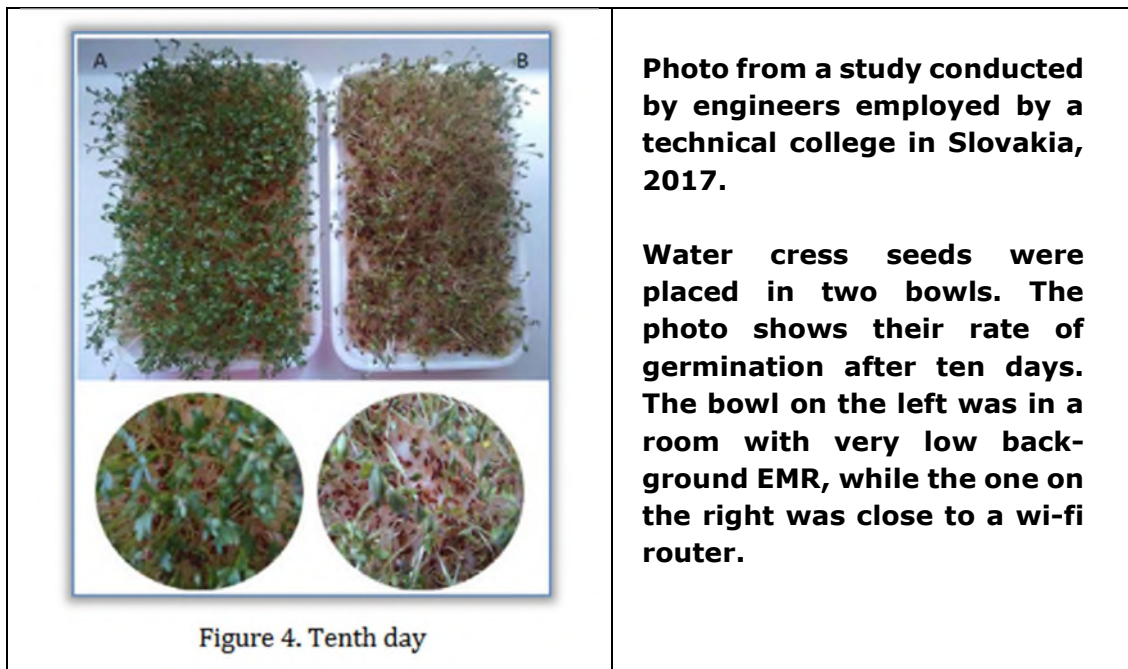 A
B
Figure 4. Tenth day
Photo from a study conducted
by engineers employed by a
technical college in Slovakia,
2017.
Water cress seeds were
placed in two bowls. The
photo shows their rate of
germination after ten days.
The bowl on the left was in a
room with very low back-
ground EMR, while the one on
the right was close to a wi-fi
router.